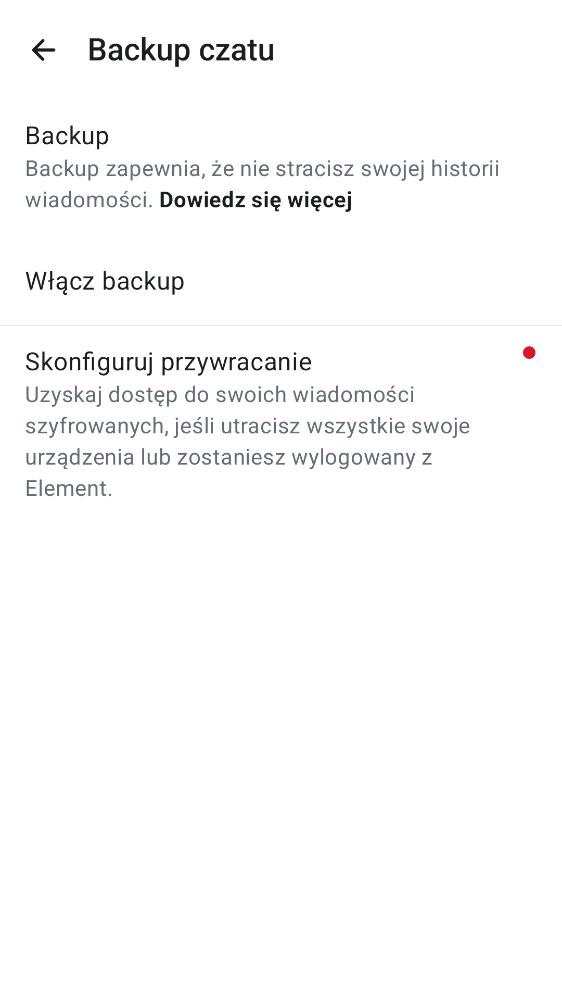 Backup czatu
Backup
Backup zapewnia, że nie stracisz swojej historii
wiadomości. Dowiedz się więcej
Włącz backup
Skonfiguruj przywracanie
Uzyskaj dostęp do swoich wiadomości
szyfrowanych, jeśli utracisz wszystkie swoje
urządzenia lub zostaniesz wylogowany z
Element.